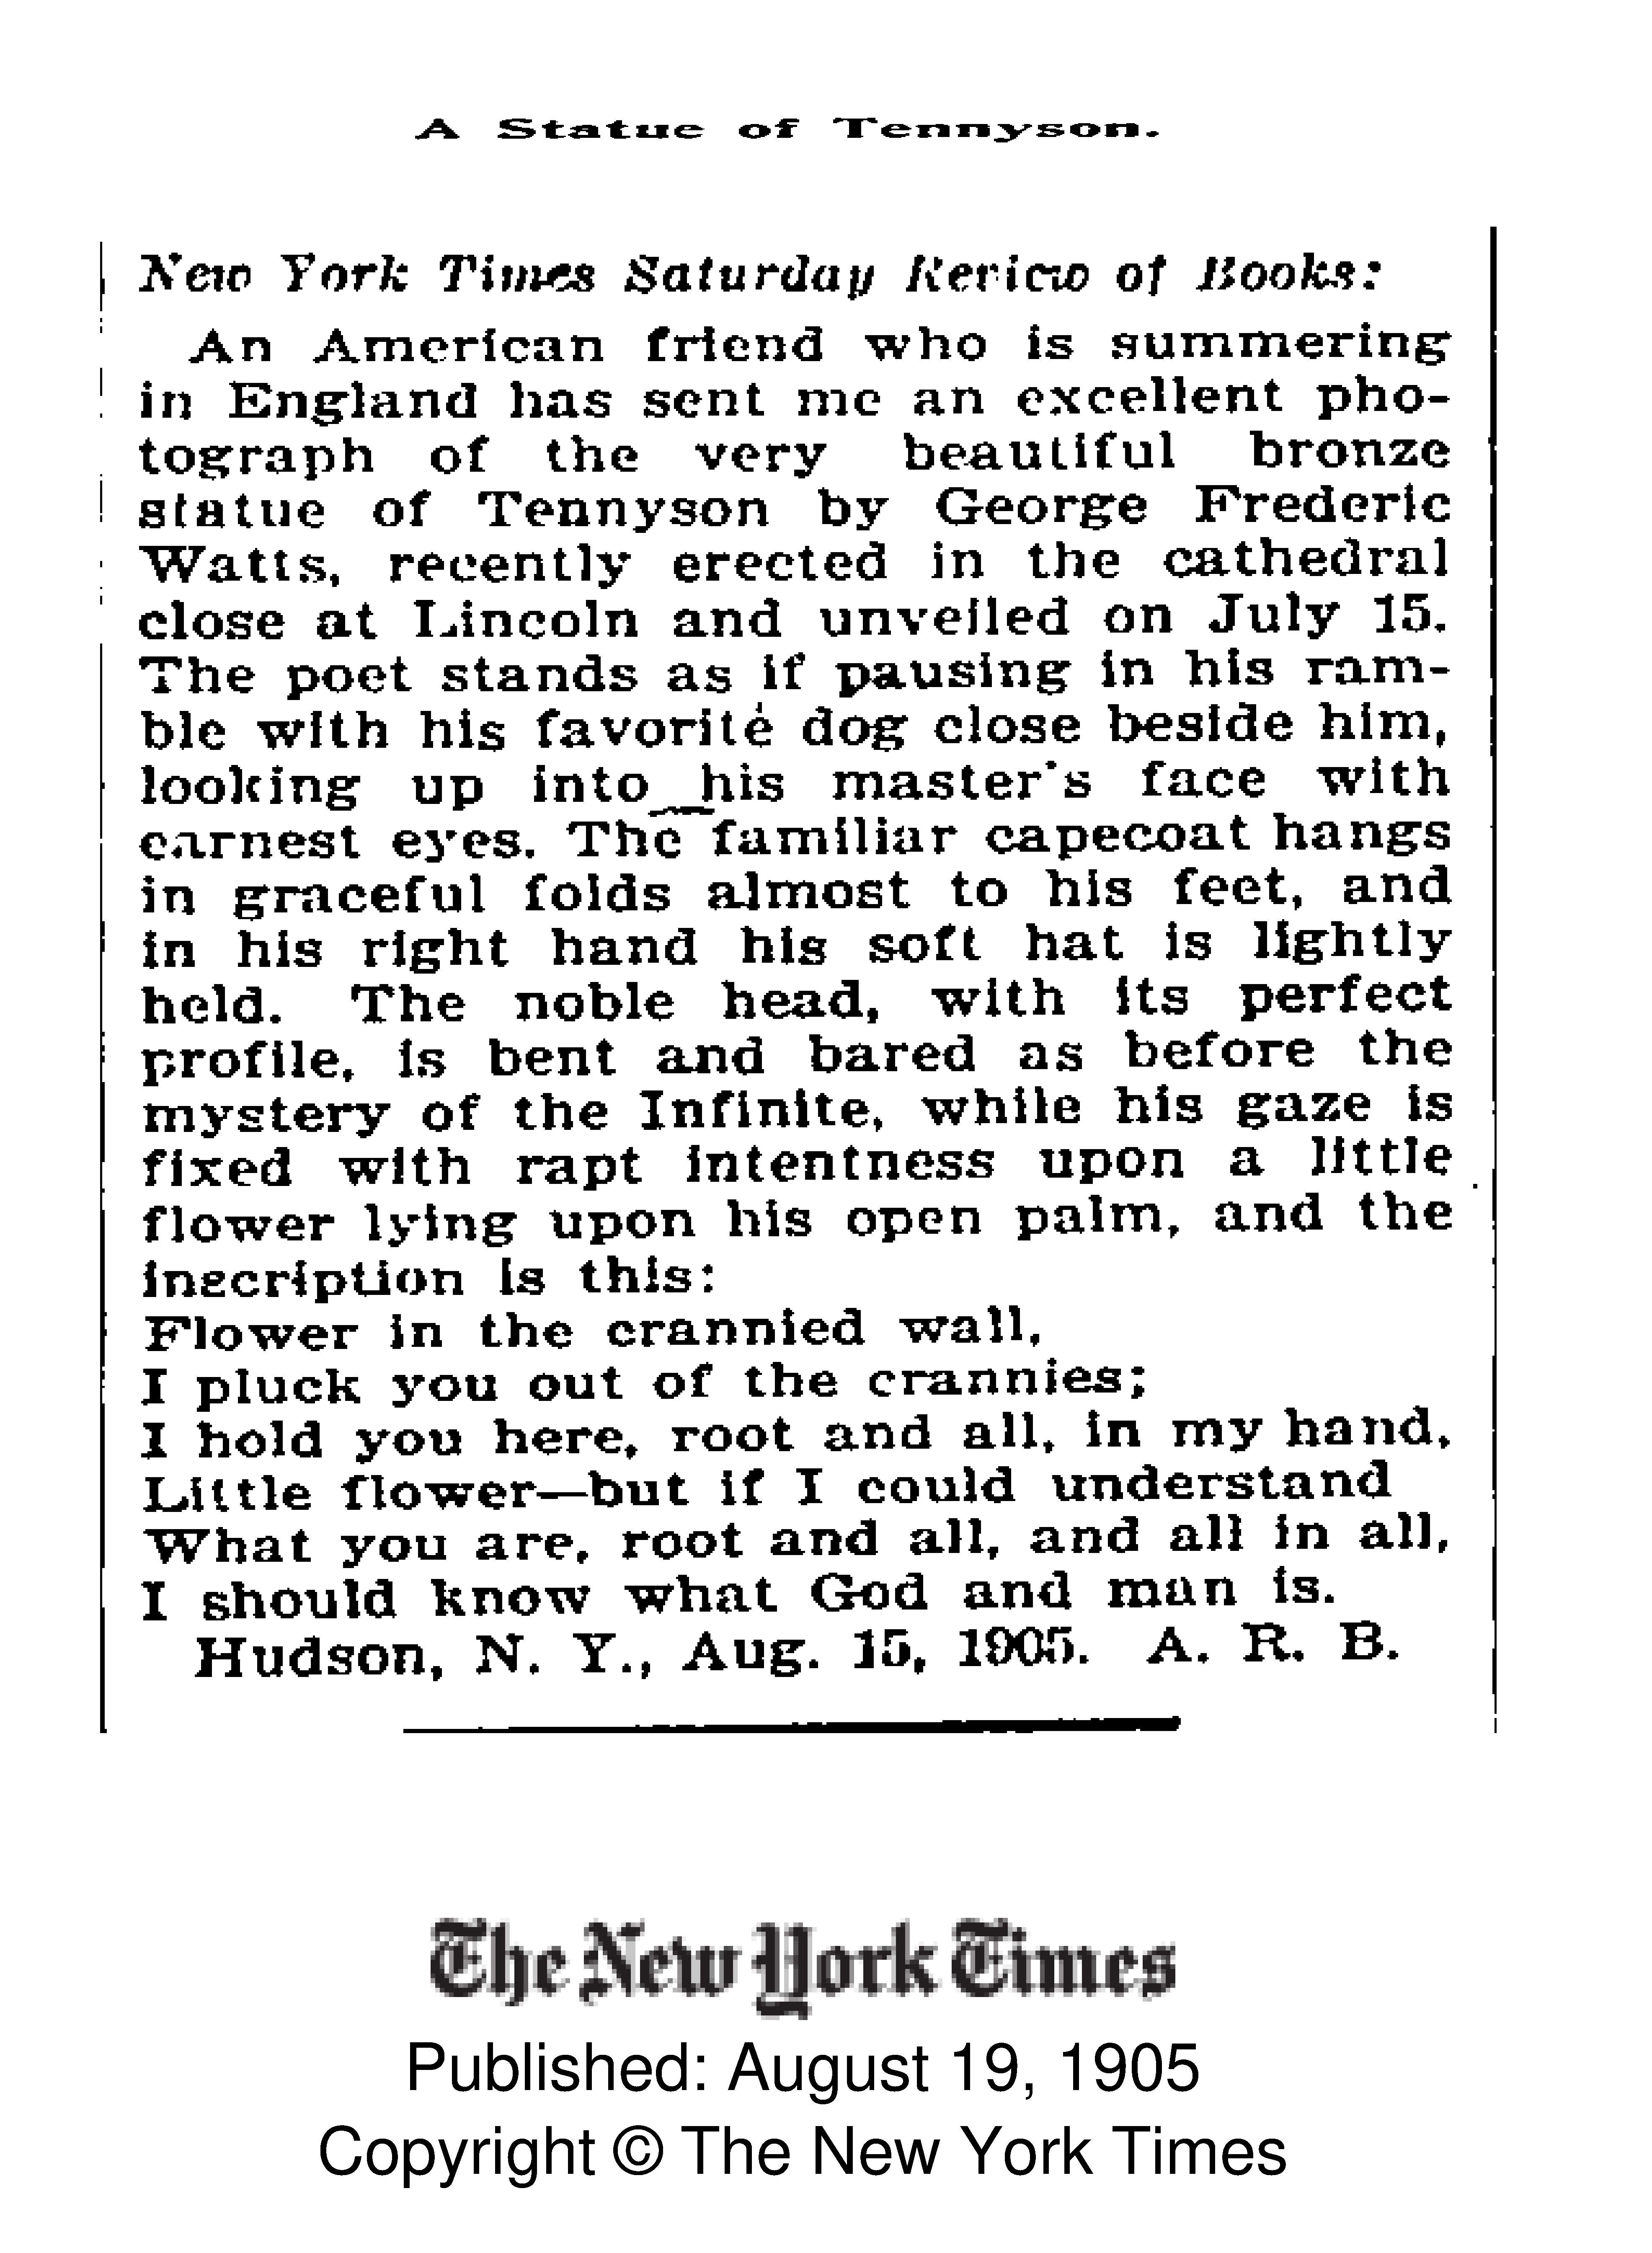 A Statue of Tennyson.
New York Times Saturday Review of Books:
An American friend who is summering
in England has sent me an excellent pho-
tograph of the very beautiful bronze
statue of Tennyson by George Frederic
Watts, recently erected in the cathedral
close at Lincoln and unveiled on July 15.
The poet stands as if pausing in his ram-
ble with his favorite dog close beside him,
looking up into his master's face with
earnest eyes. The familiar capecoat hangs
in graceful folds almost to his feet, and
in his right hand his soft hat is lightly
held. The noble head, with its perfect
profile, is bent and bared as before the
mystery of the Infinite, while his gaze is
fixed with rapt intentness upon a little
flower lying upon his open palm, and the
inscription is this:
Flower in the crannied wall,
I pluck you out of the crannies;
I hold you here, root and all, in my hand,
Little flower—but if I could understand
What you are, root and all, and all in all,
I should know what God and man is.
Hudson, N. Y., Aug. 15, 1905. A. R. B.
The New York Times
Published: August 19, 1905
Copyright © The New York Times